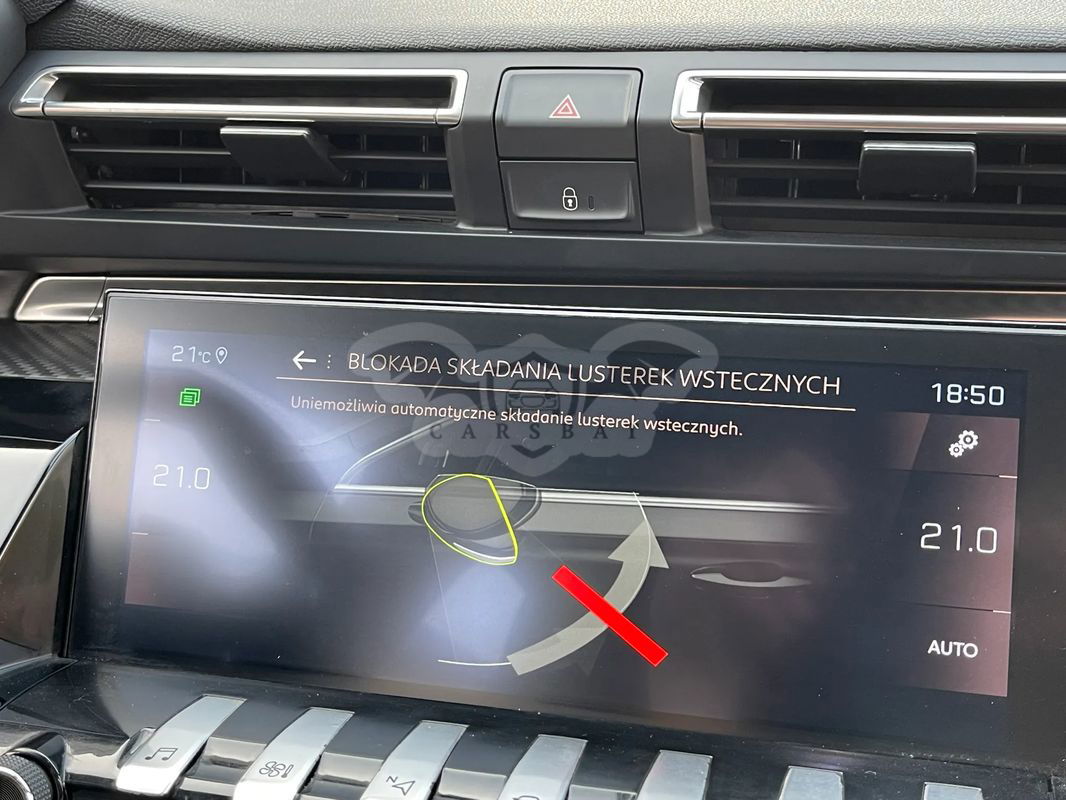 21°C
BLOKADA SKŁADANIA LUSTEREK WSTECZNYCH
18:50
Uniemożliwia automatyczne składanie lusterek wstecznych.
CARSBAT
21.0
21.0
AUTO
N